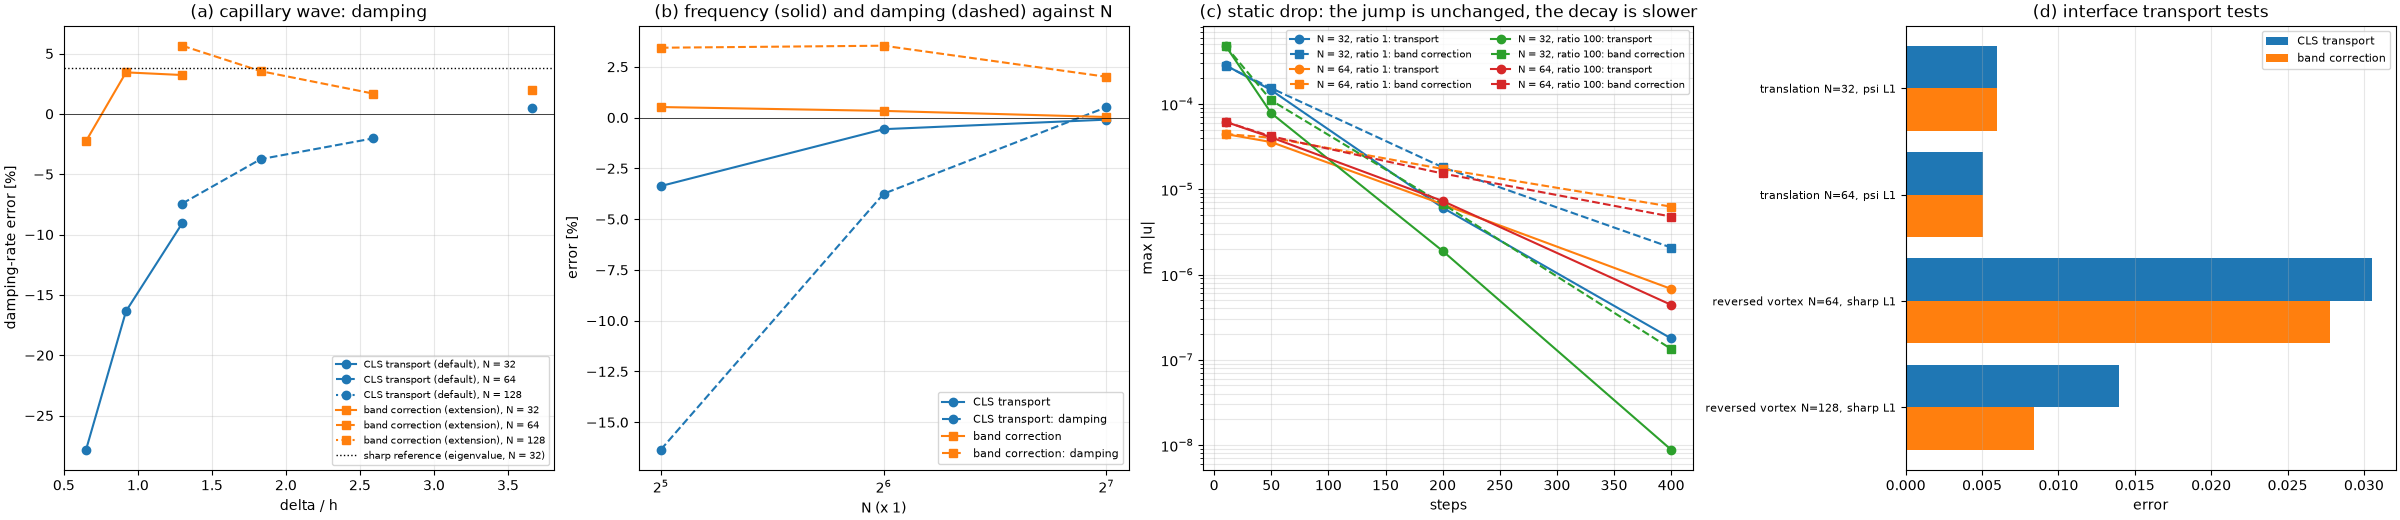 (a) capillary wave: damping
damping-rate error [%]
5
0
−5
−10
−15
−20
−25
0.5
1.0
1.5
2.0
2.5
3.0
3.5
delta / h
CLS transport (default), N = 32
CLS transport (default), N = 64
CLS transport (default), N = 128
band correction (extension), N = 32
band correction (extension), N = 64
band correction (extension), N = 128
sharp reference (eigenvalue, N = 32)
(b) frequency (solid) and damping (dashed) against N
error [%]
2.5
0.0
−2.5
−5.0
−7.5
−10.0
−12.5
−15.0
2⁵
2⁶
2⁷
N (x 1)
CLS transport
CLS transport: damping
band correction
band correction: damping
(c) static drop: the jump is unchanged, the decay is slower
max |u|
10⁻⁴
10⁻⁵
10⁻⁶
10⁻⁷
10⁻⁸
0
50
100
150
200
250
300
350
400
steps
N = 32, ratio 1: transport
N = 32, ratio 1: band correction
N = 64, ratio 1: transport
N = 64, ratio 1: band correction
N = 32, ratio 100: transport
N = 32, ratio 100: band correction
N = 64, ratio 100: transport
N = 64, ratio 100: band correction
(d) interface transport tests
translation N=32, psi L1
translation N=64, psi L1
reversed vortex N=64, sharp L1
reversed vortex N=128, sharp L1
0.000
0.005
0.010
0.015
0.020
0.025
0.030
error
CLS transport
band correction